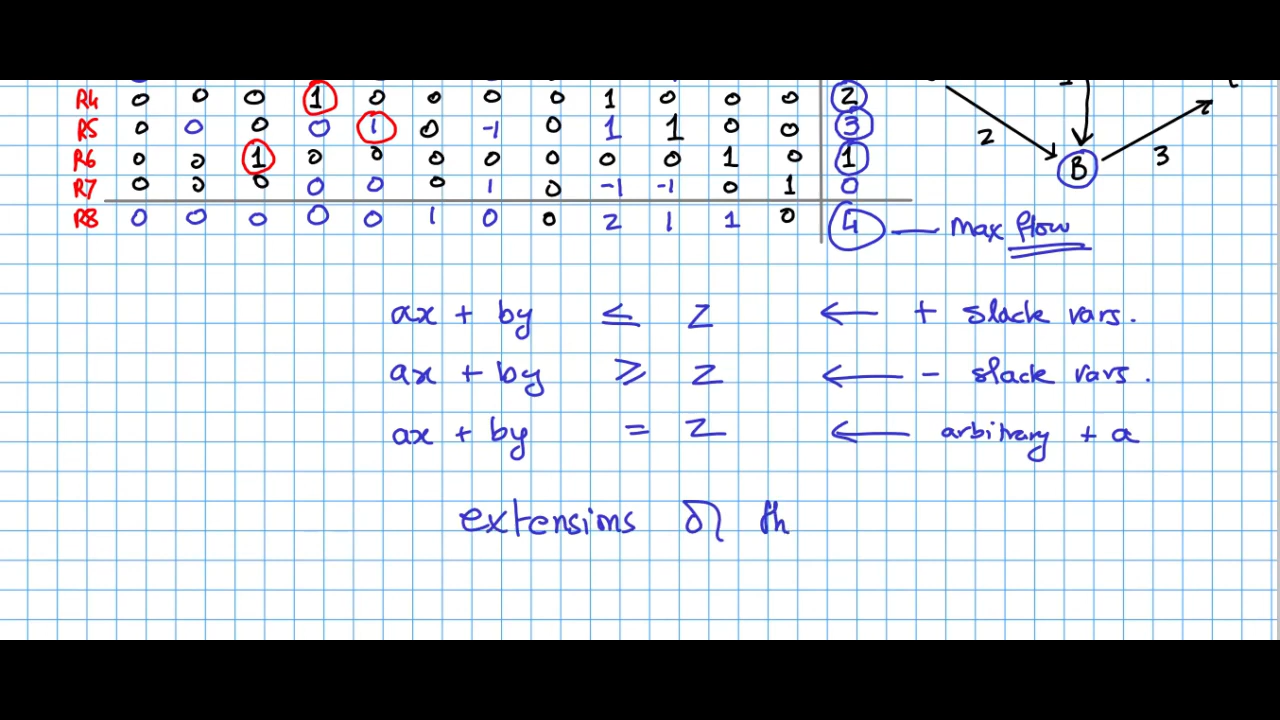 R4 0 0 0 1 0 0 0 0 1 0 0 0 2
R5 0 0 0 0 1 0 -1 0 1 1 0 0 3
R6 0 0 1 0 0 0 0 0 0 0 1 0 1
R7 0 0 0 0 0 0 1 0 -1 -1 0 1 0
R8 0 0 0 0 0 1 0 0 2 1 1 0 4 — Max flow
2 B 3
ax + by ≤ z ← + slack vars.
ax + by ≥ z ← - slack vars.
ax + by = z ← arbitrary + a
extensions of th